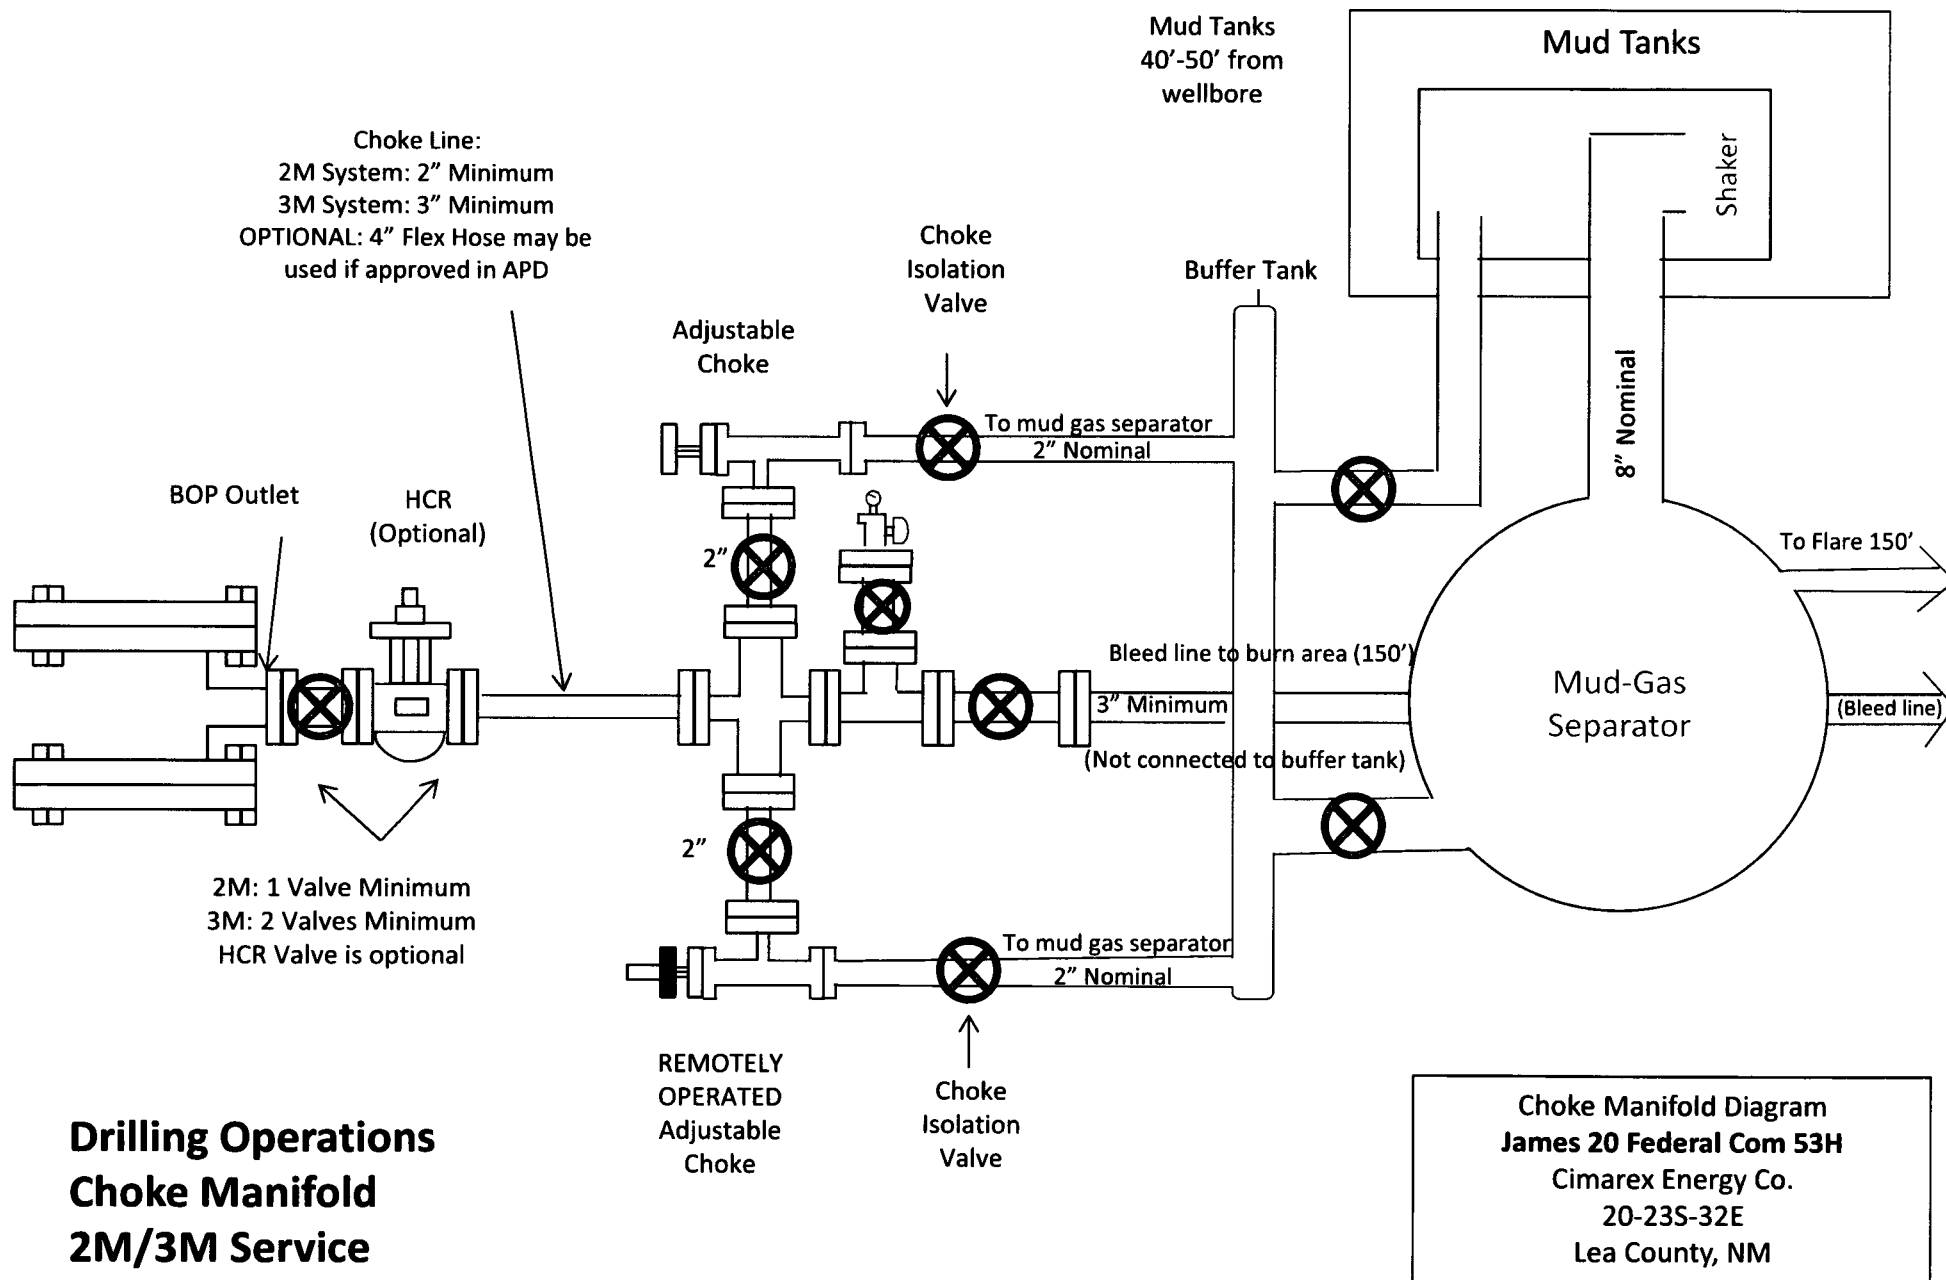 Mud Tanks
40'-50' from
wellbore
Mud Tanks
Shaker
Choke Line:
2M System: 2" Minimum
3M System: 3" Minimum
OPTIONAL: 4" Flex Hose may be
used if approved in APD
Choke
Isolation
Valve
Buffer Tank
Adjustable
Choke
To mud gas separator
2" Nominal
8" Nominal
BOP Outlet
HCR
(Optional)
2"
To Flare 150'
Bleed line to burn area (150')
3" Minimum
(Not connected to buffer tank)
Mud-Gas
Separator
(Bleed line)
2"
2M: 1 Valve Minimum
3M: 2 Valves Minimum
HCR Valve is optional
To mud gas separator
2" Nominal
REMOTELY
OPERATED
Adjustable
Choke
Choke
Isolation
Valve
Drilling Operations
Choke Manifold
2M/3M Service
Choke Manifold Diagram
James 20 Federal Com 53H
Cimarex Energy Co.
20-23S-32E
Lea County, NM